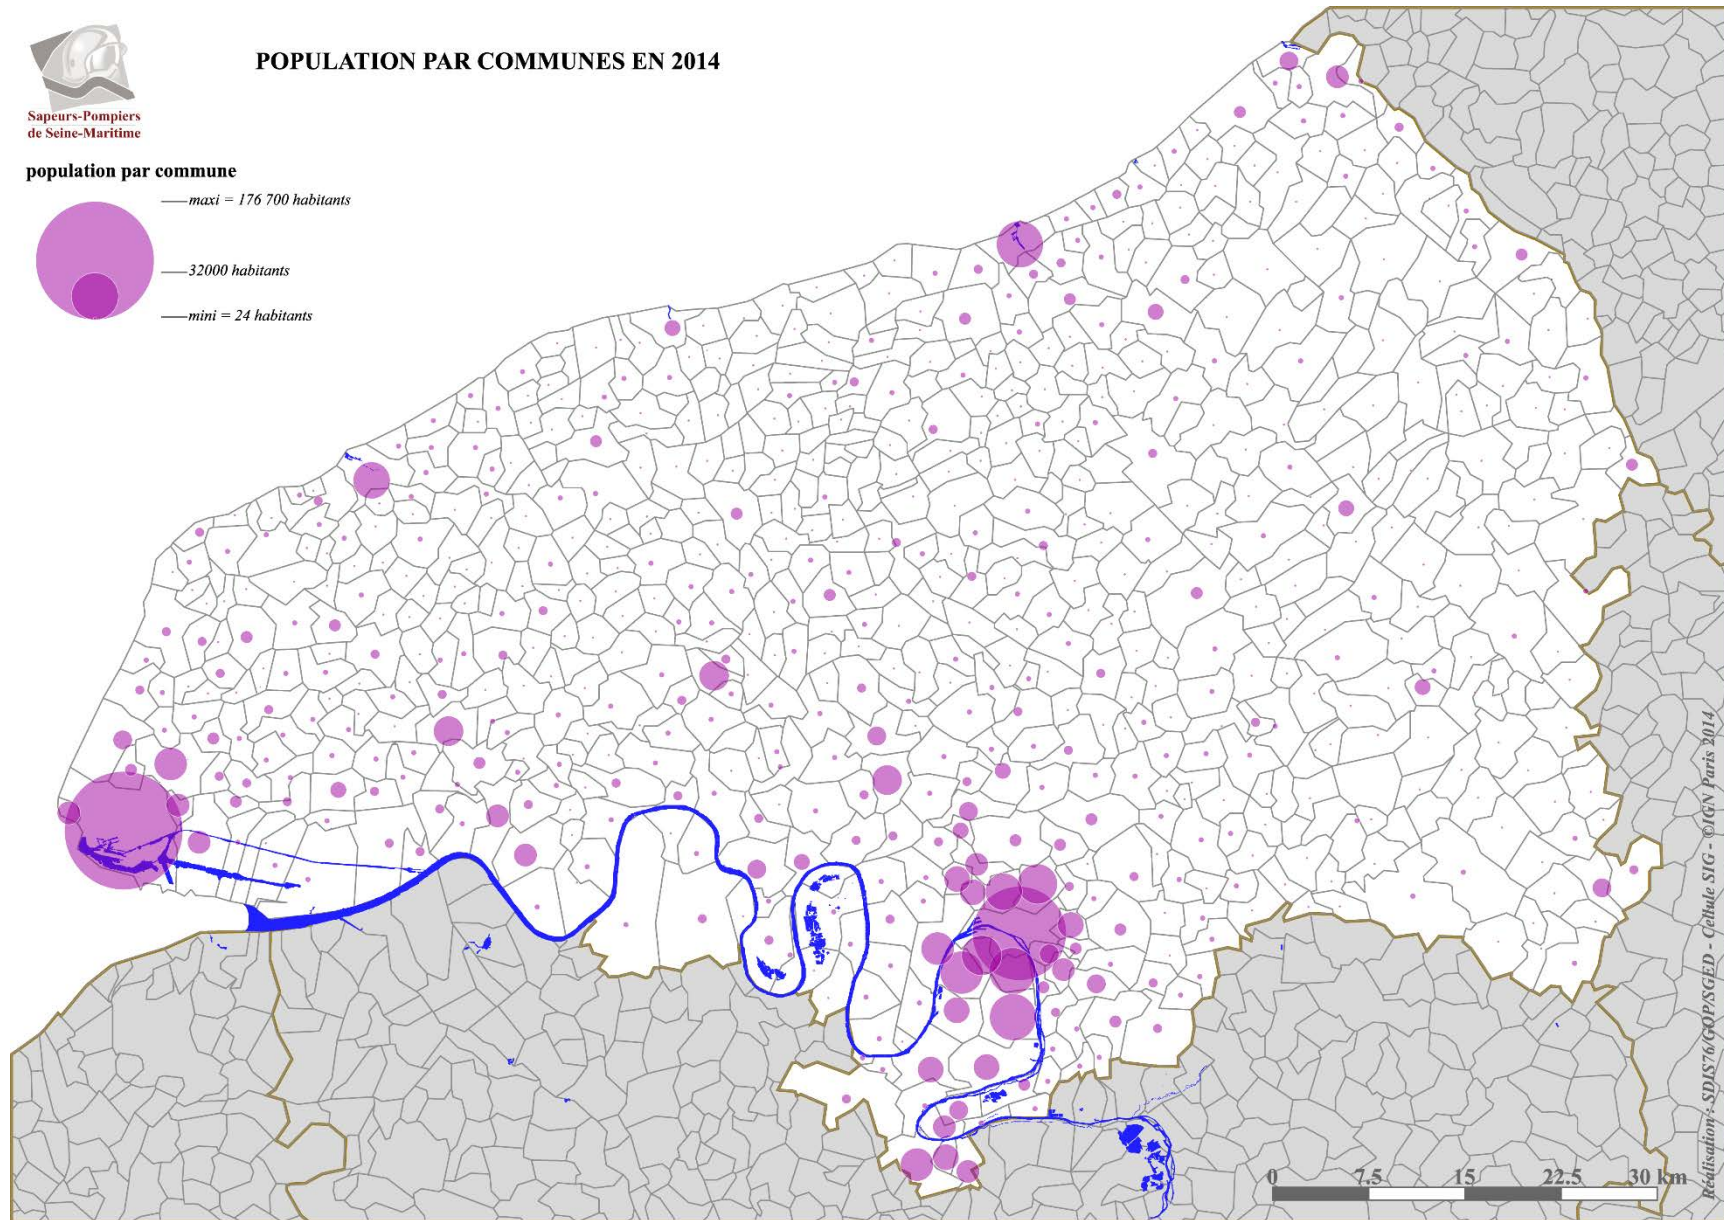 POPULATION PAR COMMUNES EN 2014
Sapeurs-Pompiers
de Seine-Maritime
population par commune
maxi = 176 700 habitants
32000 habitants
mini = 24 habitants
0 7.5 15 22.5 30 km
Réalisation : SDIS76/GOP/SGED - Cellule SIG - ©IGN Paris 2014